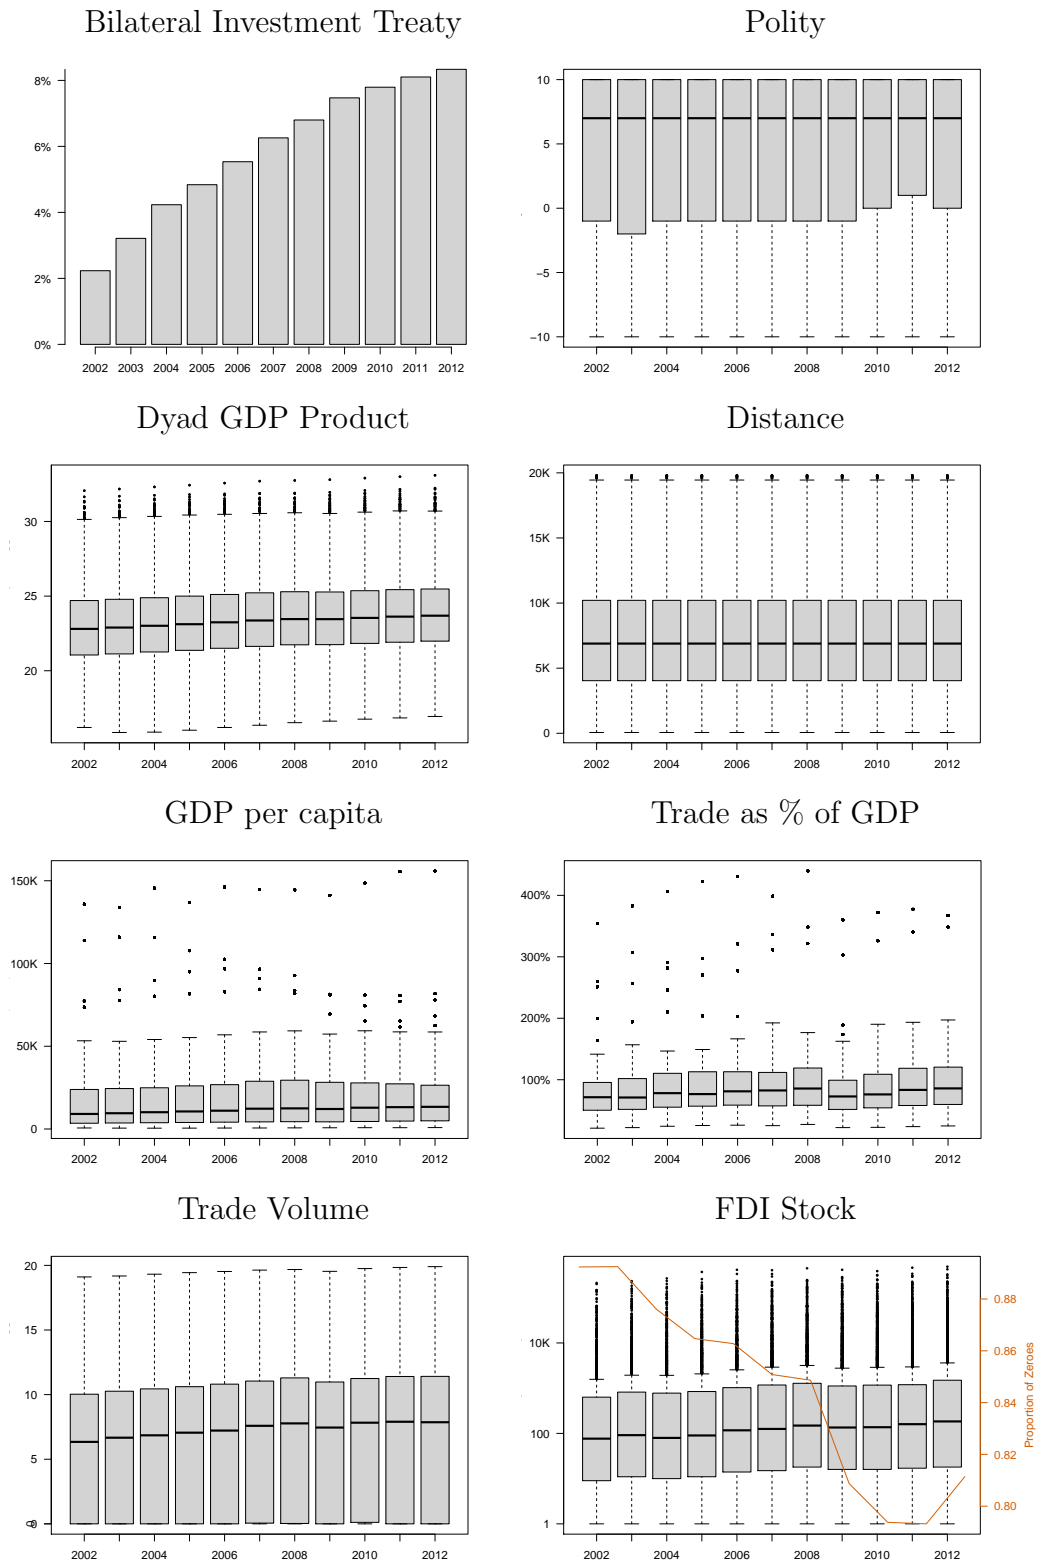 Bilateral Investment Treaty
8%
6%
4%
2%
0%
2002 2003 2004 2005 2006 2007 2008 2009 2010 2011 2012
Polity
10
5
0
−5
−10
2002 2004 2006 2008 2010 2012
Dyad GDP Product
30
25
20
2002 2004 2006 2008 2010 2012
Distance
20K
15K
10K
5K
0
2002 2004 2006 2008 2010 2012
GDP per capita
150K
100K
50K
0
2002 2004 2006 2008 2010 2012
Trade as % of GDP
400%
300%
200%
100%
2002 2004 2006 2008 2010 2012
Trade Volume
20
15
10
5
0
2002 2004 2006 2008 2010 2012
FDI Stock
10K
100
1
0.88
0.86
0.84
0.82
0.80
Proportion of Zeroes
2002 2004 2006 2008 2010 2012